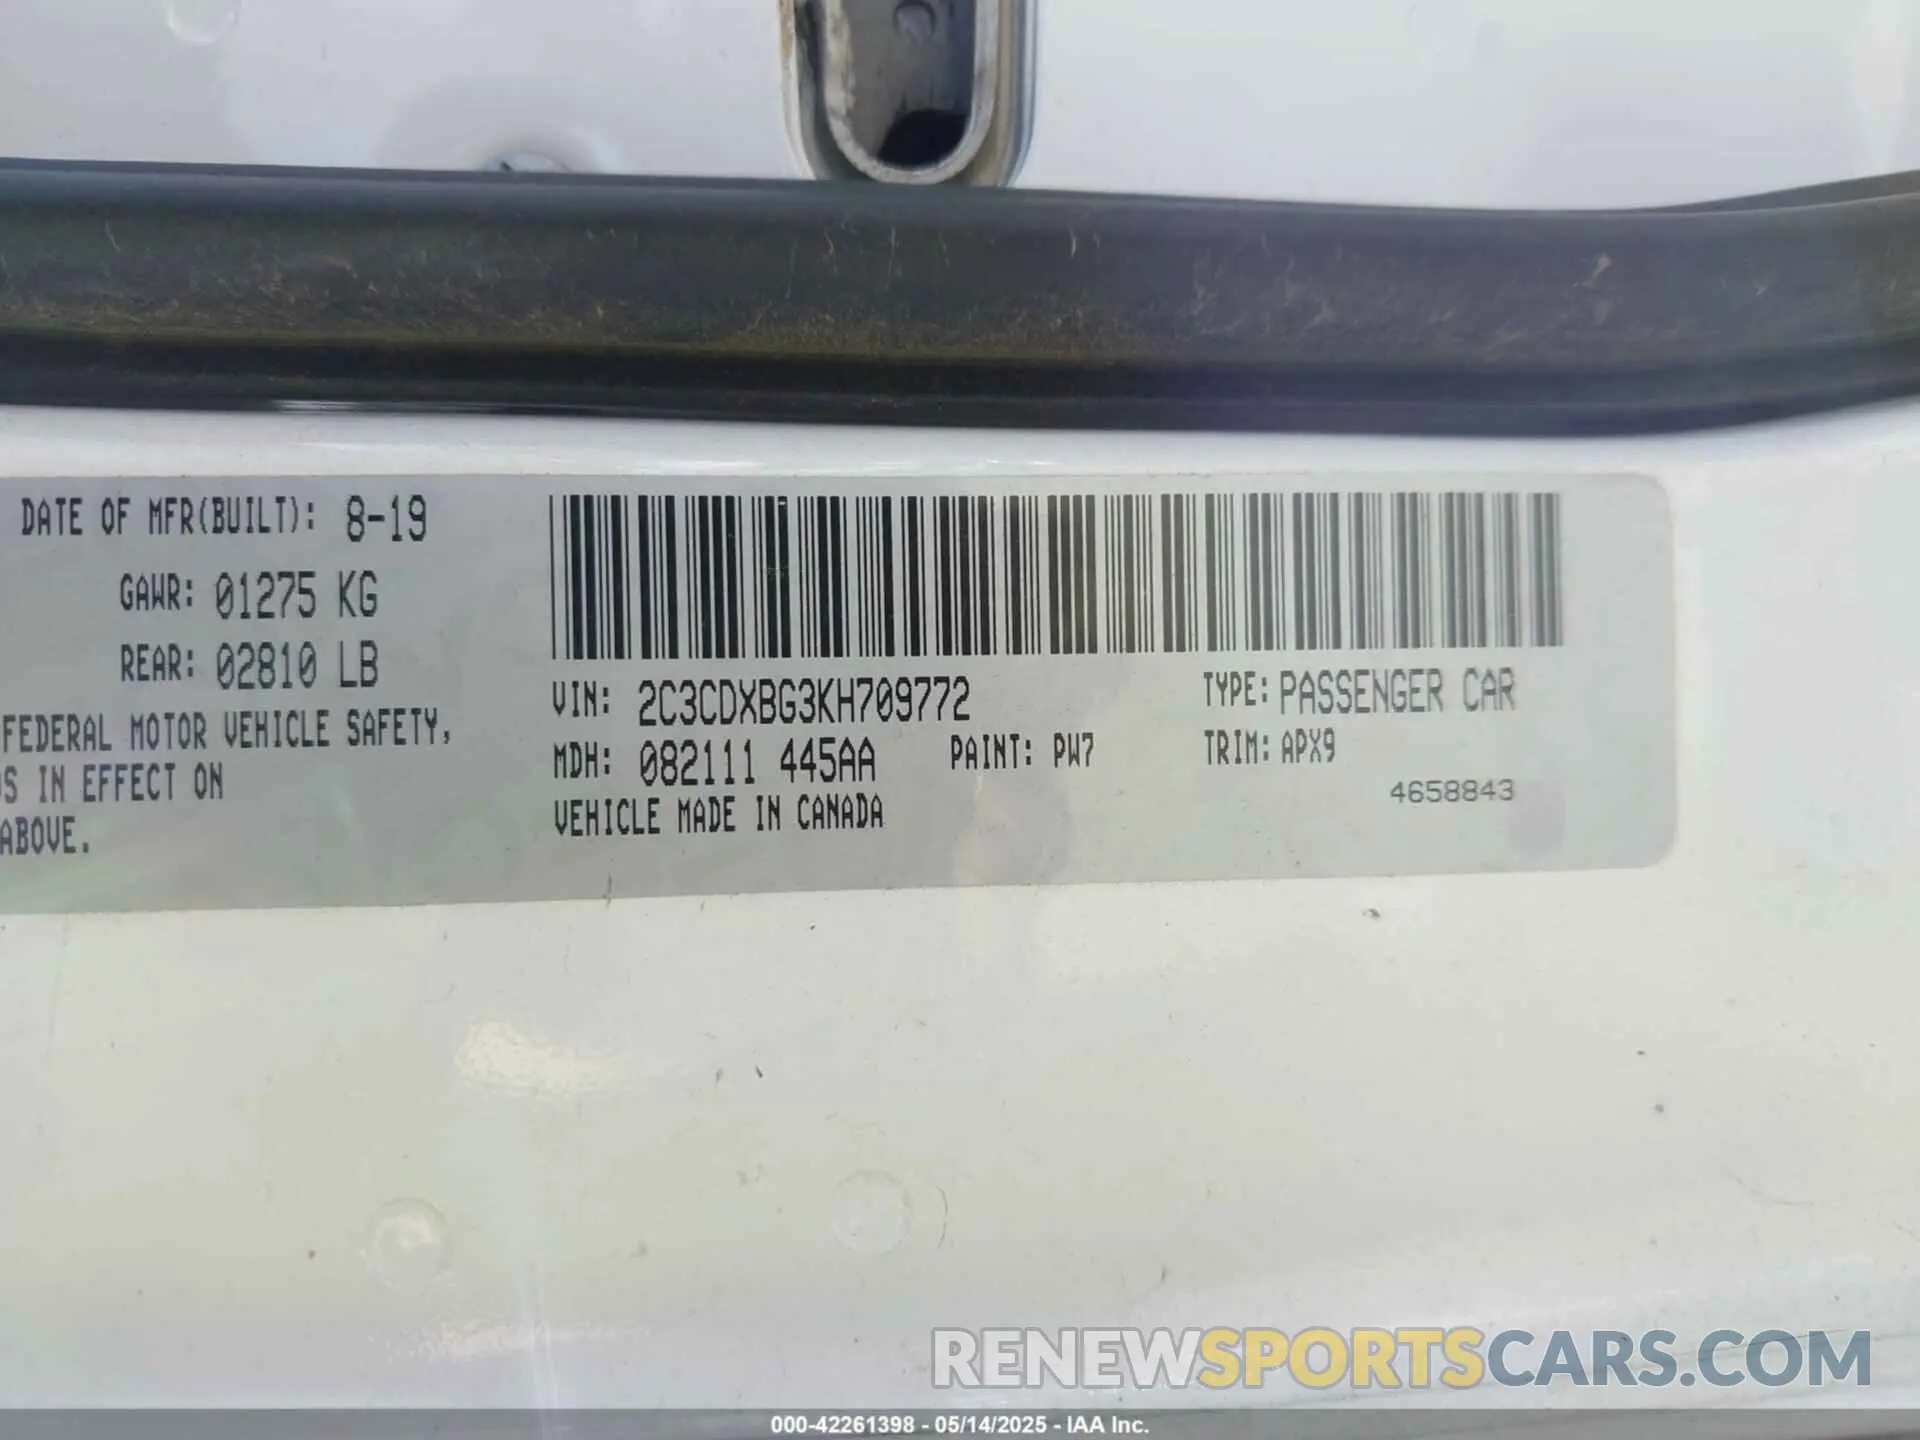 DATE OF MFR(BUILT): 8-19
GAWR: 01275 KG
REAR: 02810 LB
FEDERAL MOTOR VEHICLE SAFETY,
IN EFFECT ON
ABOVE.
VIN: 2C3CDXBG3KH709772
TYPE: PASSENGER CAR
MDH: 082111 445AA PAINT: PW7 TRIM: APX9
VEHICLE MADE IN CANADA
4658843
RENEWSPORTSCARS.COM
000-42261398 - 05/14/2025 - IAA Inc.